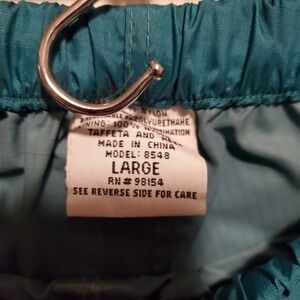 NYLON
POLYURETHANE
LINING: 100%
TAFFETA AND
MADE IN CHINA
MODEL: 8548
LARGE
RN# 98154
SEE REVERSE SIDE FOR CARE